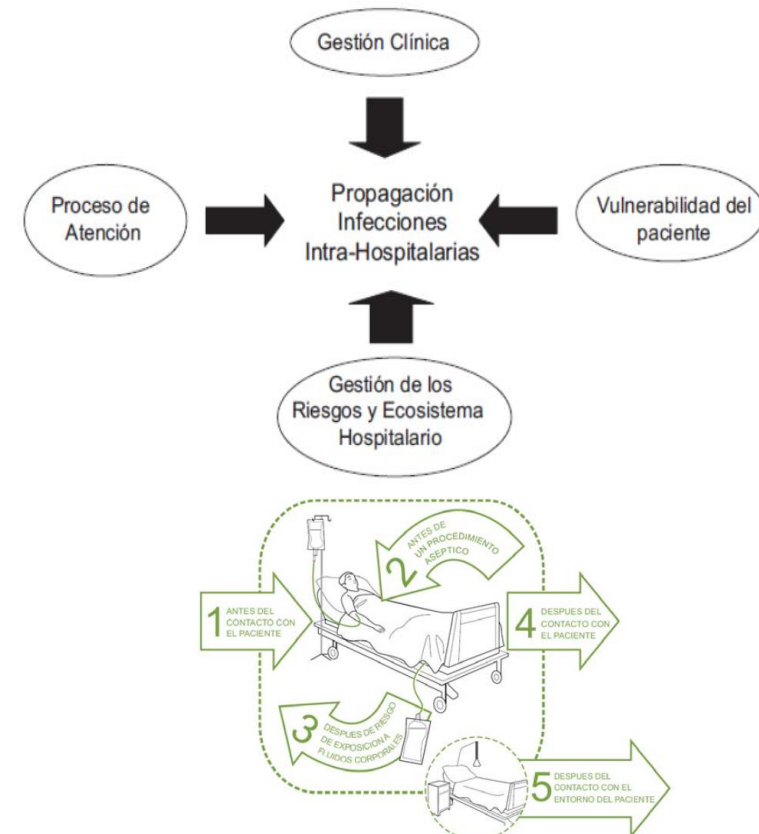 Gestión Clínica
Proceso de
Atención
Propagación
Infecciones
Intra-Hospitalarias
Vulnerabilidad del
paciente
Gestión de los
Riesgos y Ecosistema
Hospitalario
1 ANTES DEL
CONTACTO CON
EL PACIENTE
2 ANTES DE
UN PROCEDIMIENTO
ASEPTICO
3 DESPUES DE RIESGO
DE EXPOSICION A
FLUIDOS CORPORALES
4 DESPUES DEL
CONTACTO CON
EL PACIENTE
5 DESPUES DEL
CONTACTO CON EL
ENTORNO DEL PACIENTE